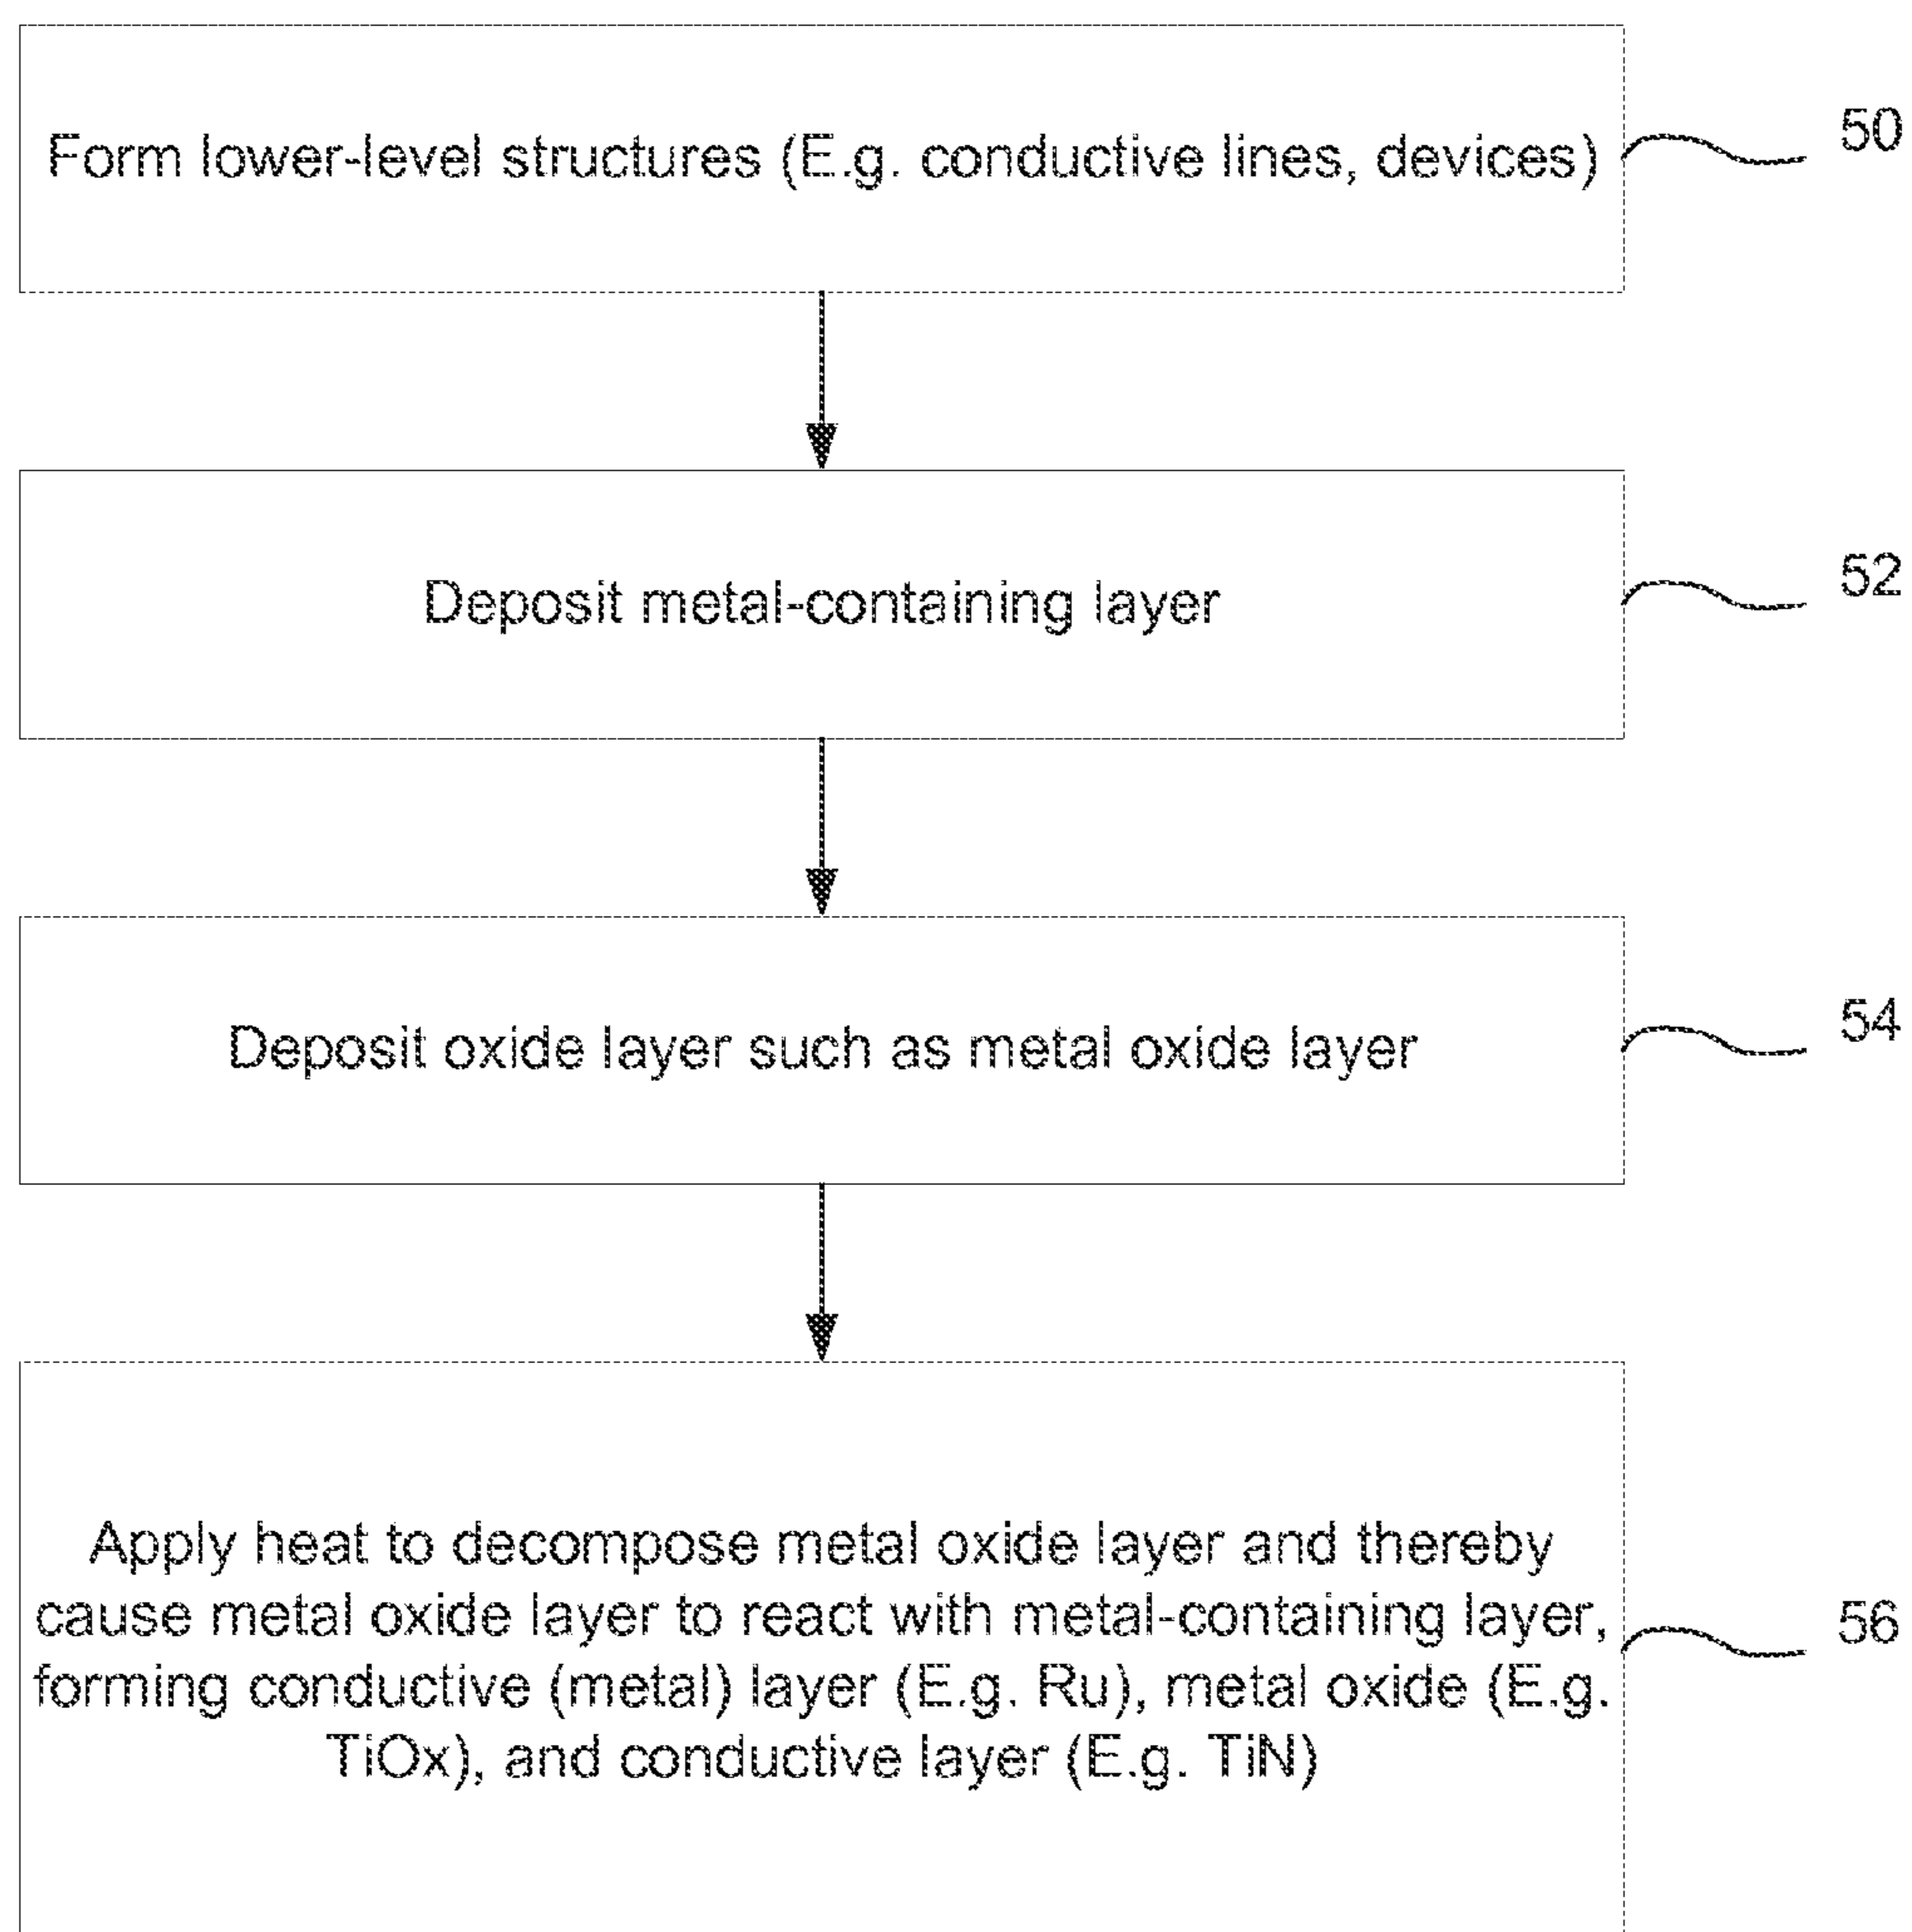 Form lower-level structures (E.g. conductive lines, devices)
50
Deposit metal-containing layer
52
Deposit oxide layer such as metal oxide layer
54
Apply heat to decompose metal oxide layer and thereby
cause metal oxide layer to react with metal-containing layer,
forming conductive (metal) layer (E.g. Ru), metal oxide (E.g.
TiOx), and conductive layer (E.g. TiN)
56